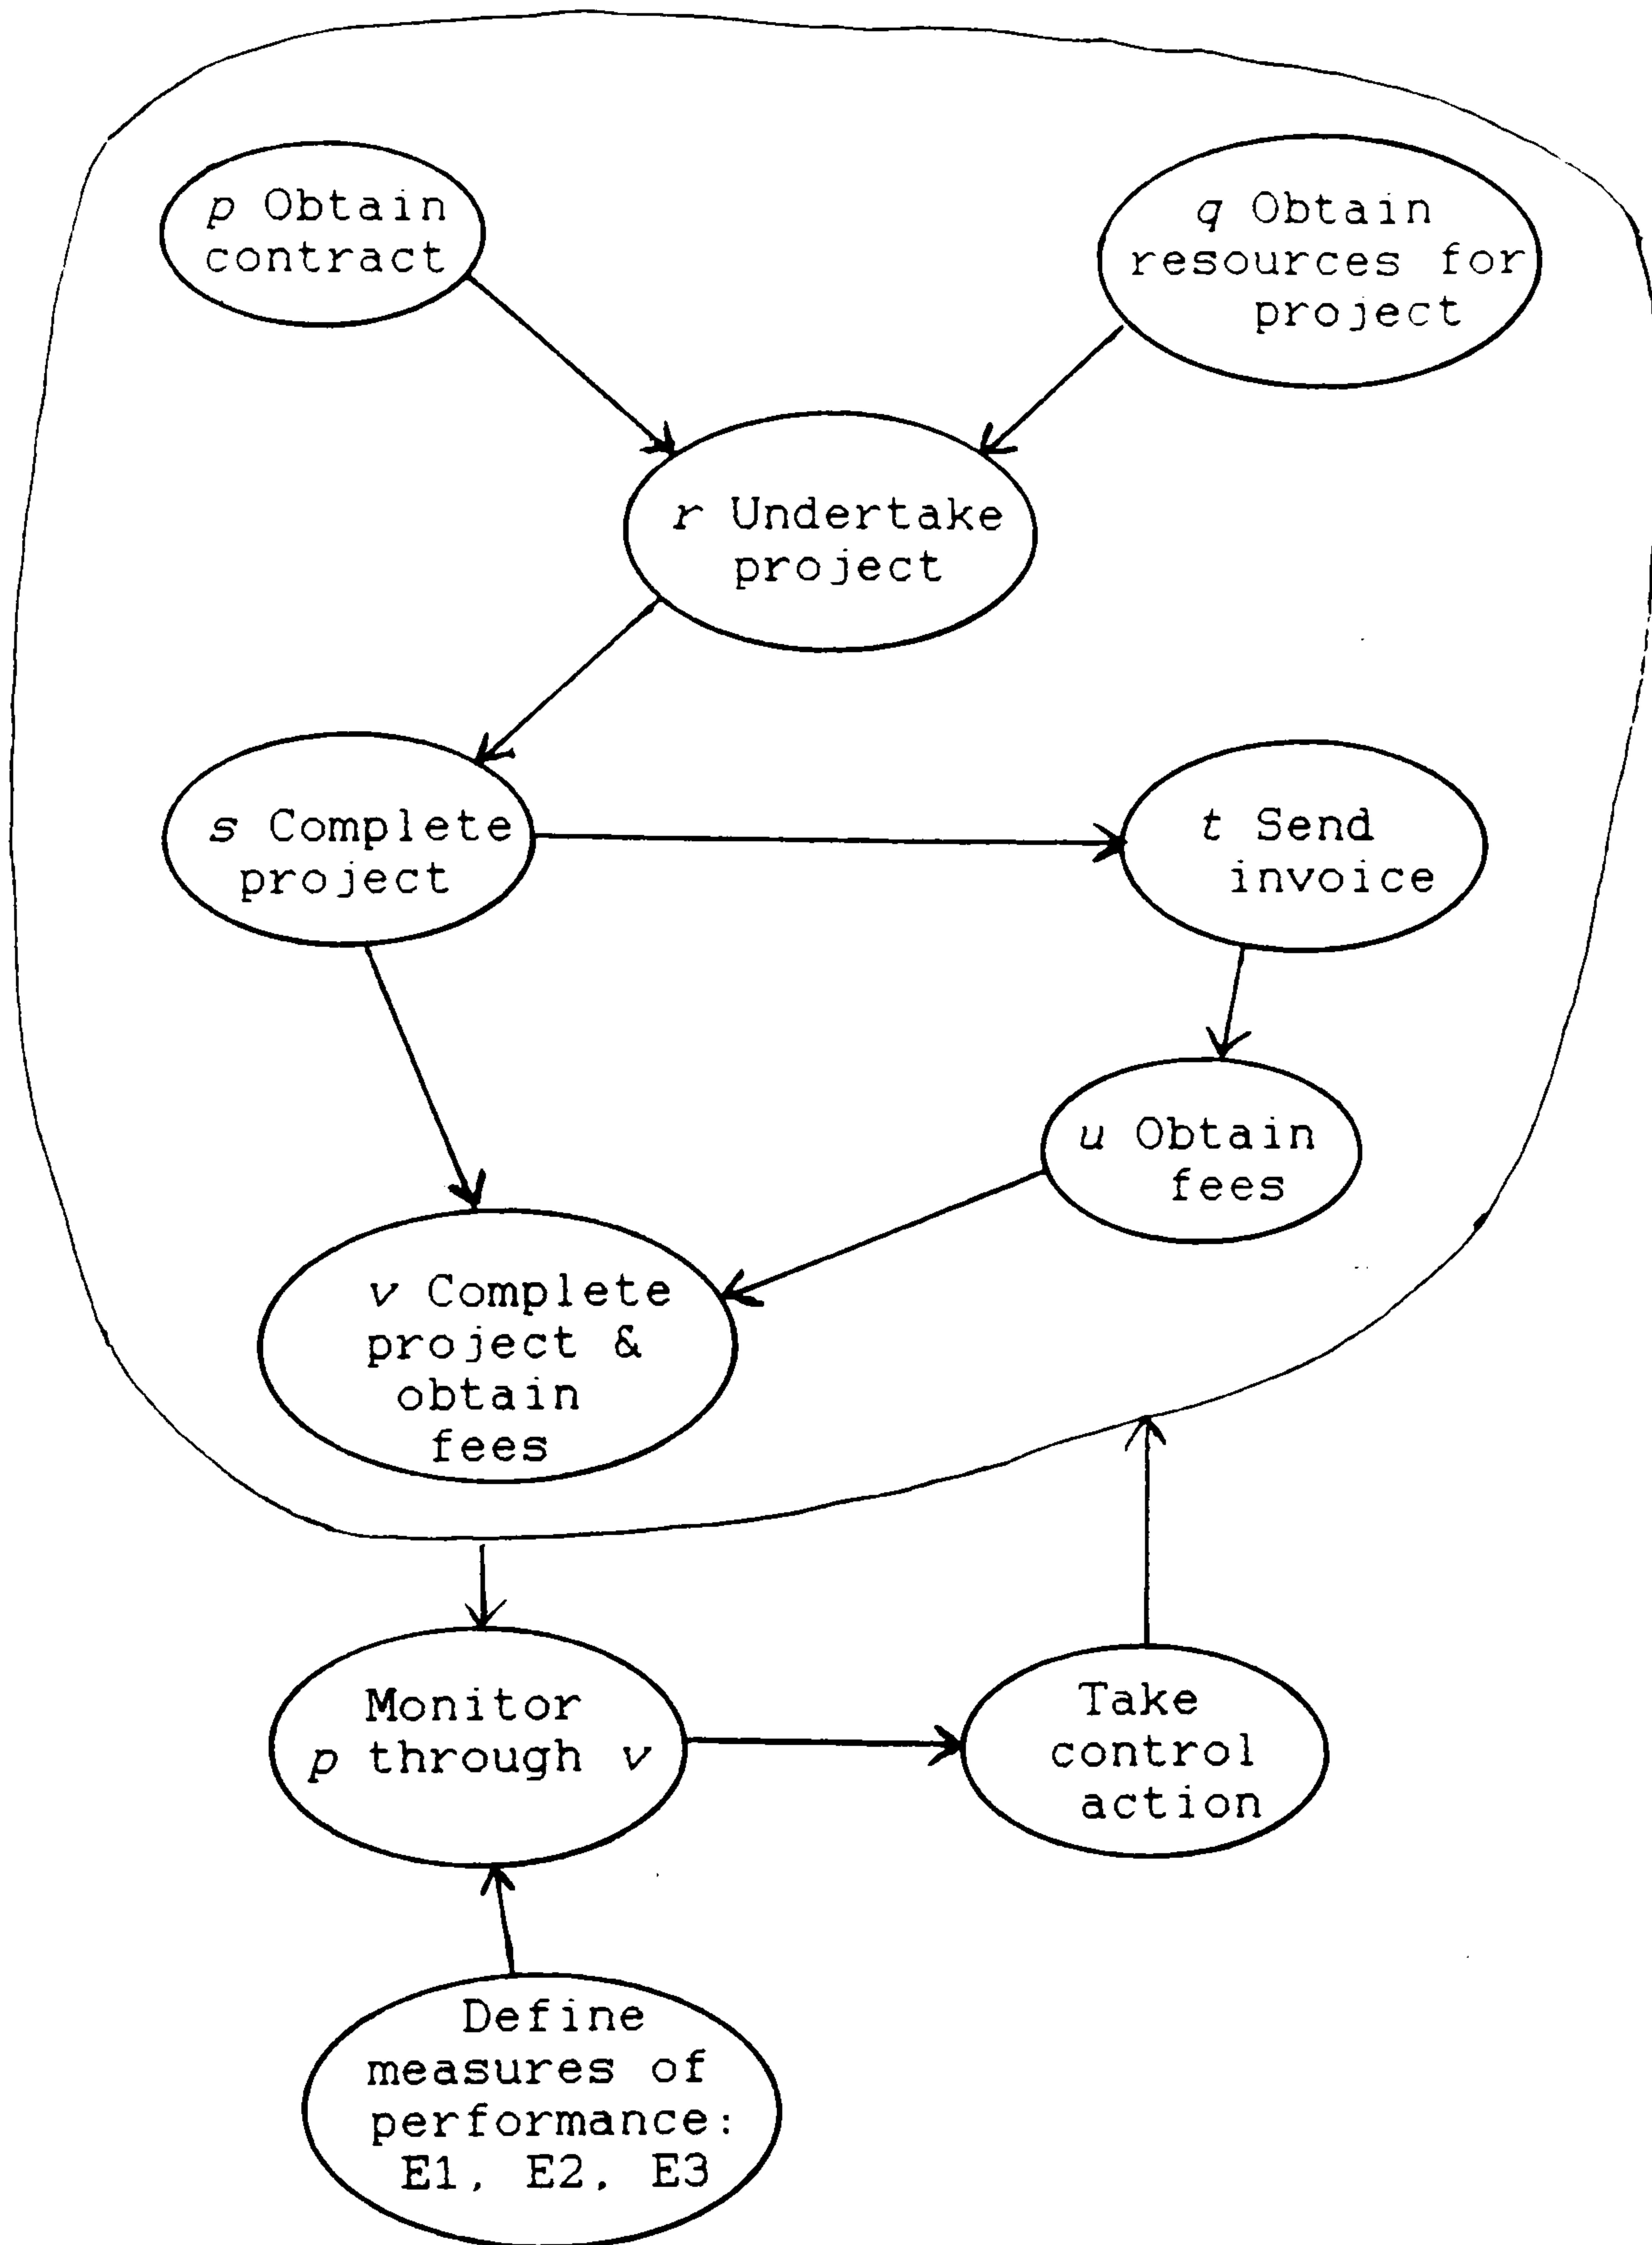 p Obtain
contract
q Obtain
resources for
project
r Undertake
project
s Complete
project
t Send
invoice
u Obtain
fees
v Complete
project &
obtain
fees
Monitor
p through v
Take
control
action
Define
measures of
performance:
E1, E2, E3